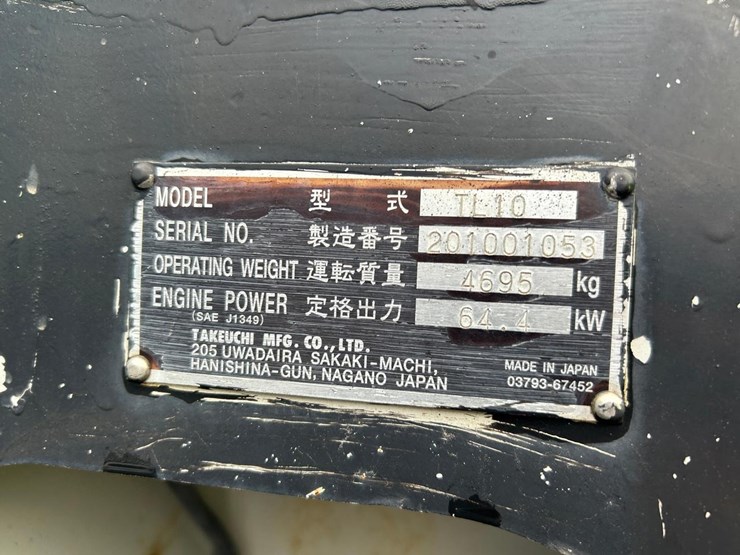 MODEL 型 式 TL10
SERIAL NO. 製造番号 201001053
OPERATING WEIGHT 運転質量 4695 kg
ENGINE POWER 定格出力 64.4 kW
(SAE J1349)
TAKEUCHI MFG. CO., LTD.
205 UWADAIRA SAKAKI-MACHI,
HANISHINA-GUN, NAGANO JAPAN
MADE IN JAPAN
03793-67452